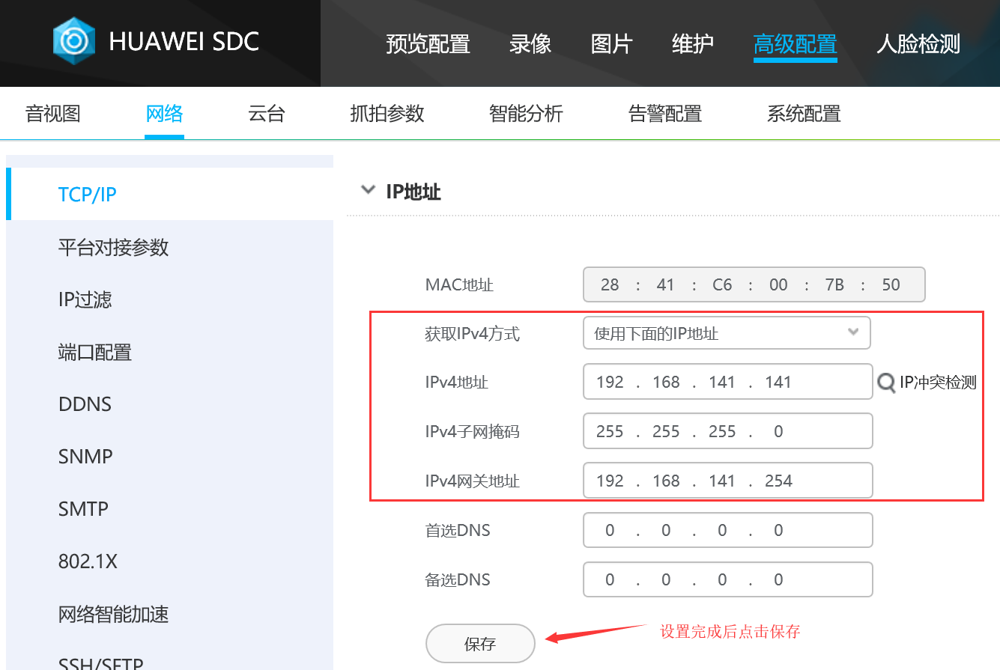 HUAWEI SDC
预览配置 录像 图片 维护 高级配置 人脸检测
音视图 网络 云台 抓拍参数 智能分析 告警配置 系统配置
TCP/IP
平台对接参数
IP过滤
端口配置
DDNS
SNMP
SMTP
802.1X
网络智能加速
SSH/SFTP
IP地址
MAC地址 28 : 41 : C6 : 00 : 7B : 50
获取IPv4方式 使用下面的IP地址
IPv4地址 192 . 168 . 141 . 141 IP冲突检测
IPv4子网掩码 255 . 255 . 255 . 0
IPv4网关地址 192 . 168 . 141 . 254
首选DNS 0 . 0 . 0 . 0
备选DNS 0 . 0 . 0 . 0
保存 设置完成后点击保存